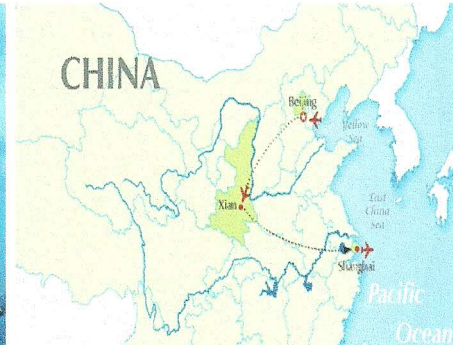 CHINA
Beijing
Yellow
Sea
Xian
East
China
Sea
Shanghai
Pacific
Ocean